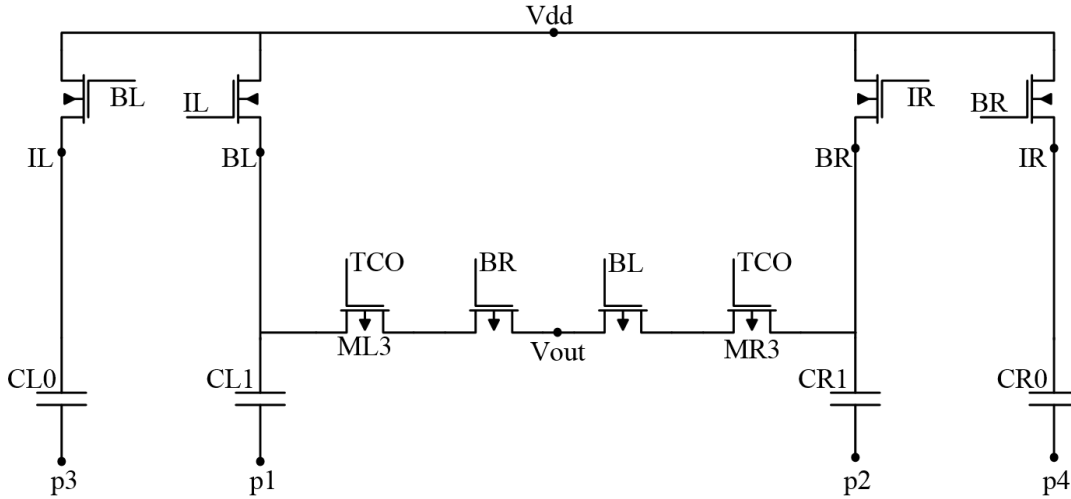 Vdd
BL
IL
IR
BR
IL
BL
BR
IR
TCO
BR
BL
TCO
ML3
Vout
MR3
CL0
CL1
CR1
CR0
p3
p1
p2
p4